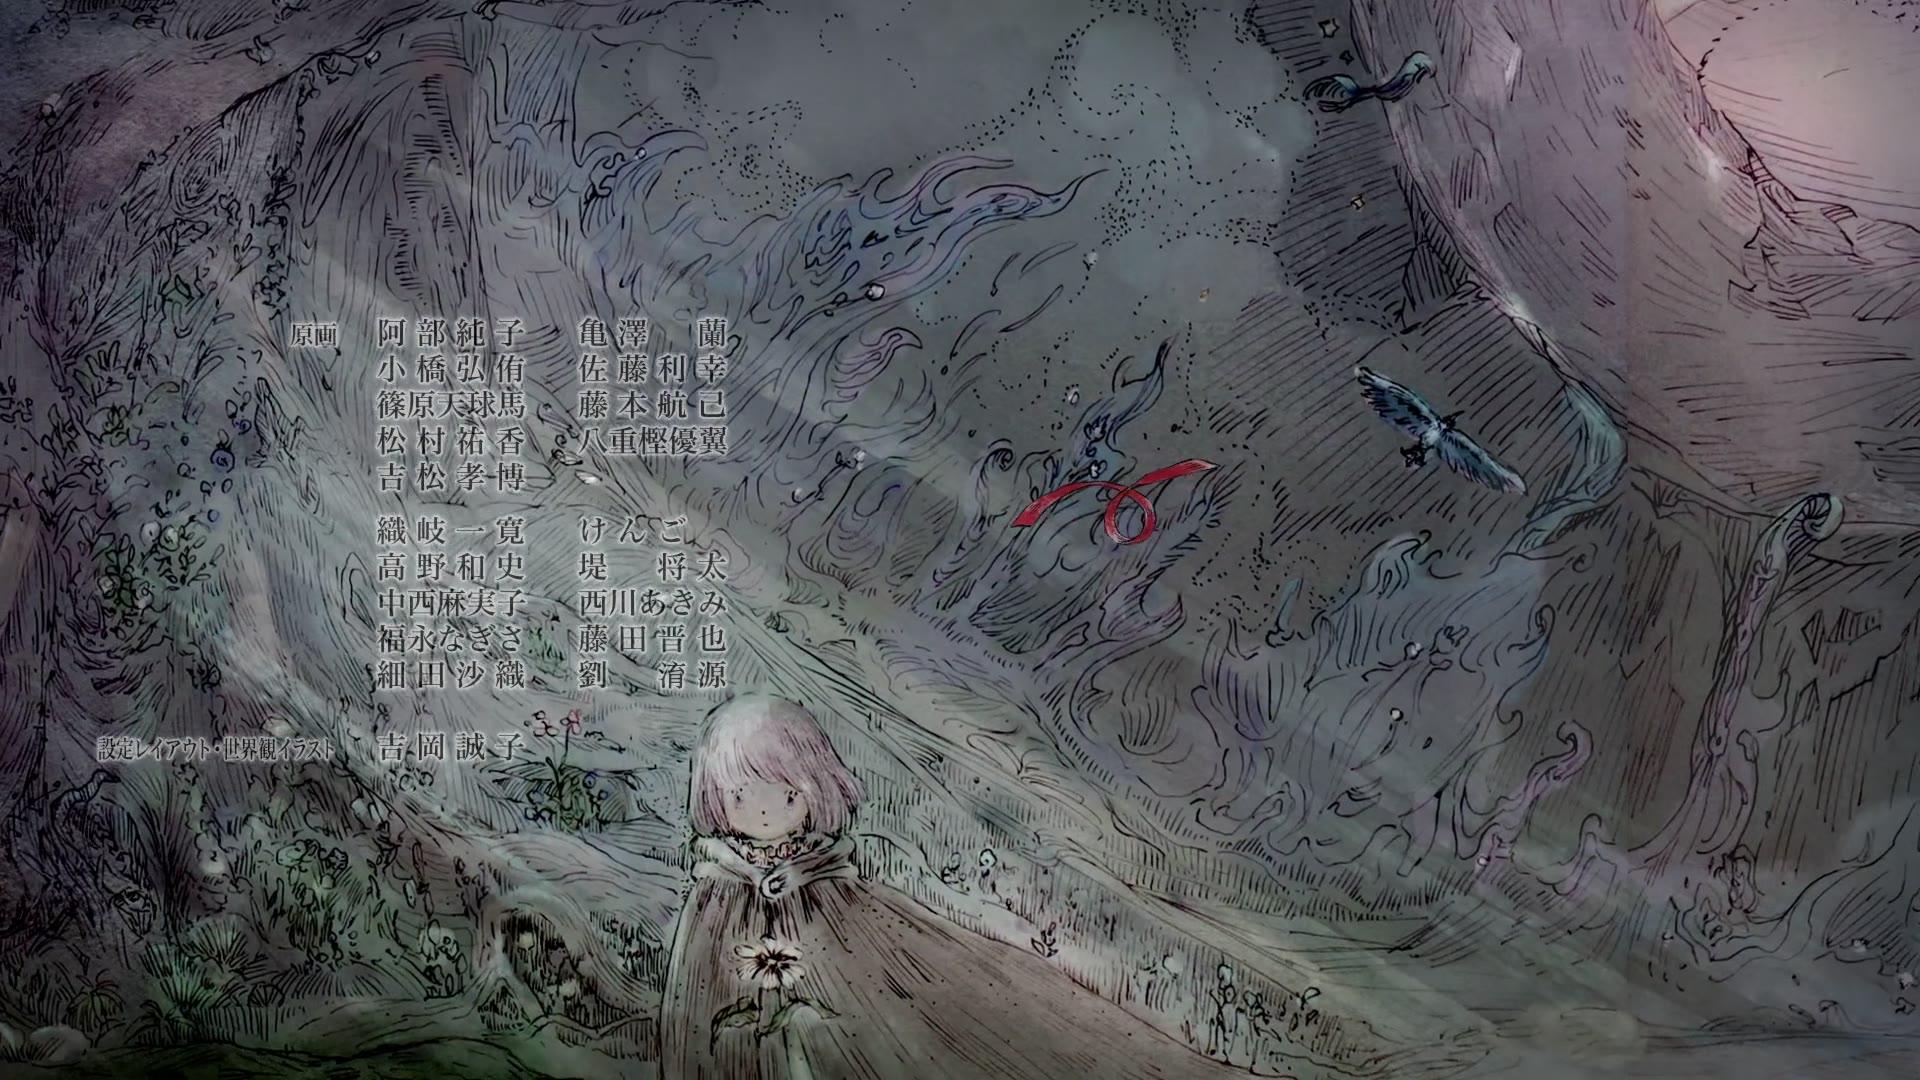 原画 阿部純子 亀澤蘭
小橋弘侑 佐藤利幸
篠原天球馬 藤本航己
松村祐香 八重樫優翼
吉松孝博
織岐一寛 けんご
高野和史 堤将太
中西麻実子 西川あきみ
福永なぎさ 藤田晋也
細田沙織 劉淯源
設定レイアウト・世界観イラスト 吉岡誠子